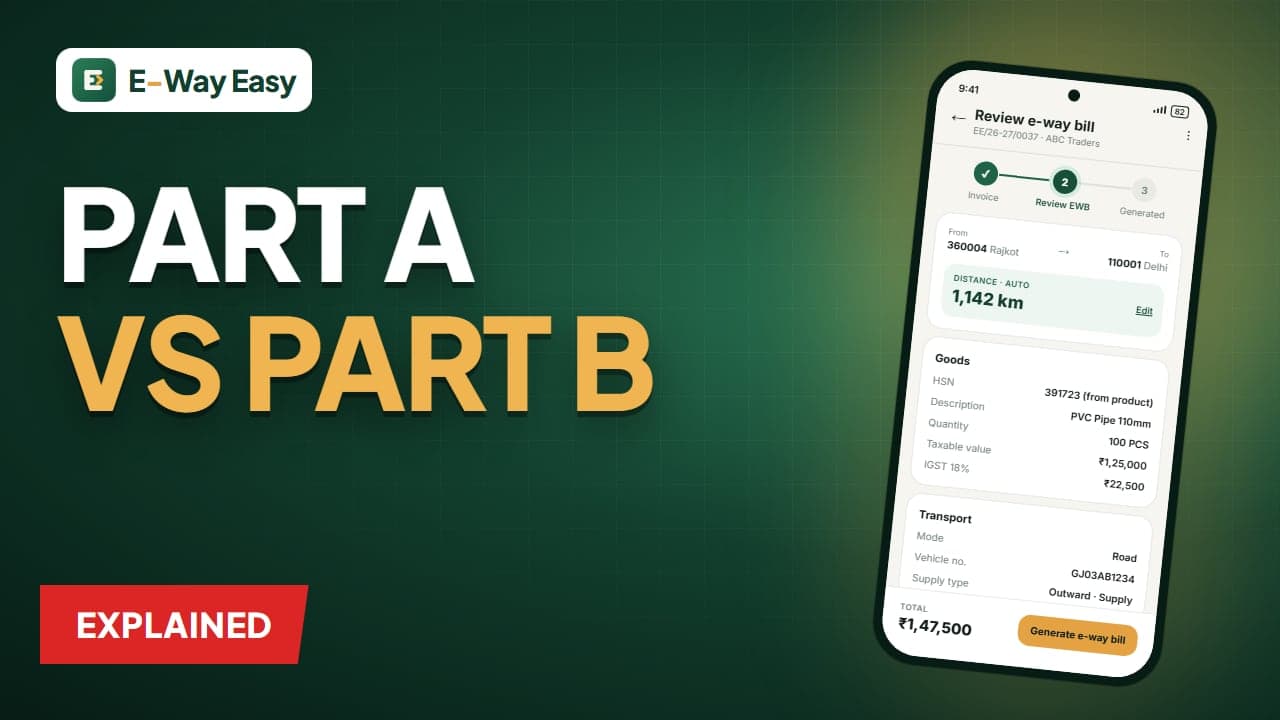 E-Way Easy
PART A
VS PART B
EXPLAINED
9:41
82
← Review e-way bill
EE/26-27/0037 · ABC Traders
✓ 2 3
Invoice Review EWB Generated
From To
360004 Rajkot → 110001 Delhi
DISTANCE · AUTO
1,142 km Edit
Goods
HSN 391723 (from product)
Description PVC Pipe 110mm
Quantity 100 PCS
Taxable value ₹1,25,000
IGST 18% ₹22,500
Transport
Mode Road
Vehicle no. GJ03AB1234
Supply type Outward · Supply
TOTAL
₹1,47,500 Generate e-way bill